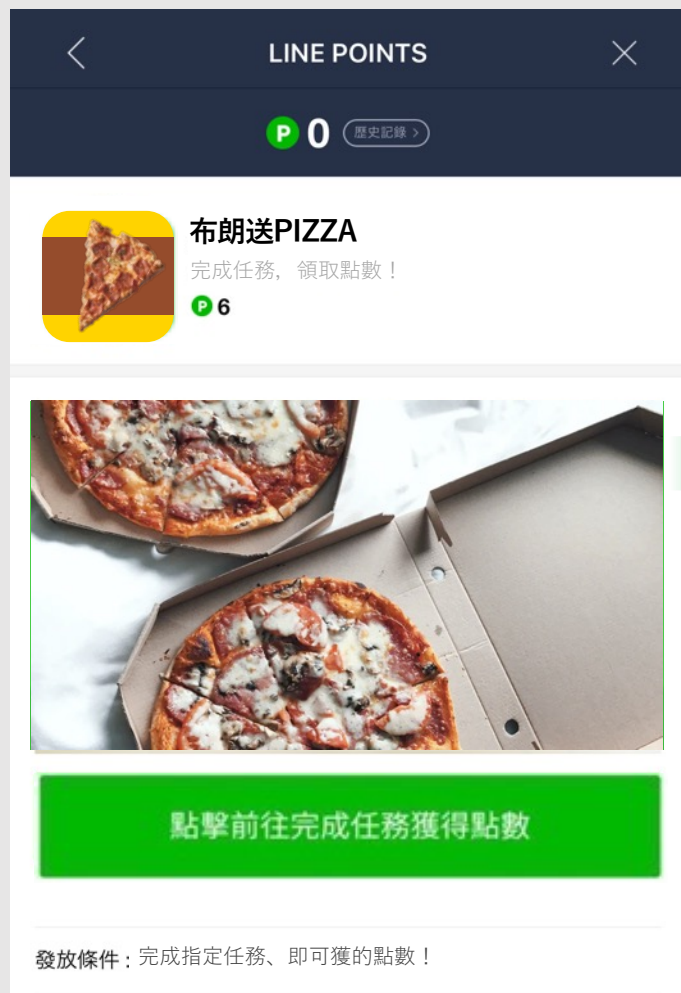 LINE POINTS
P 0 歷史記錄 >
布朗送PIZZA
完成任務，領取點數！
P 6
點擊前往完成任務獲得點數
發放條件：完成指定任務、即可獲的點數！